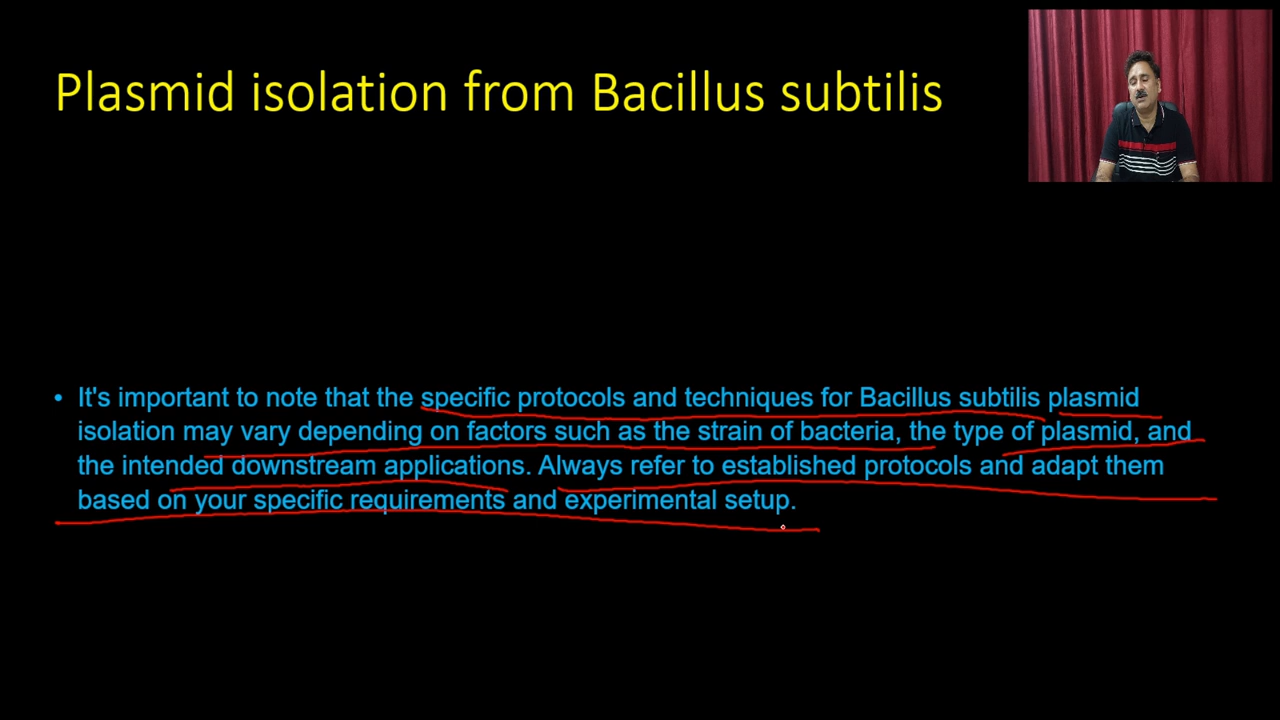 Plasmid isolation from Bacillus subtilis
• It's important to note that the specific protocols and techniques for Bacillus subtilis plasmid
isolation may vary depending on factors such as the strain of bacteria, the type of plasmid, and
the intended downstream applications. Always refer to established protocols and adapt them
based on your specific requirements and experimental setup.